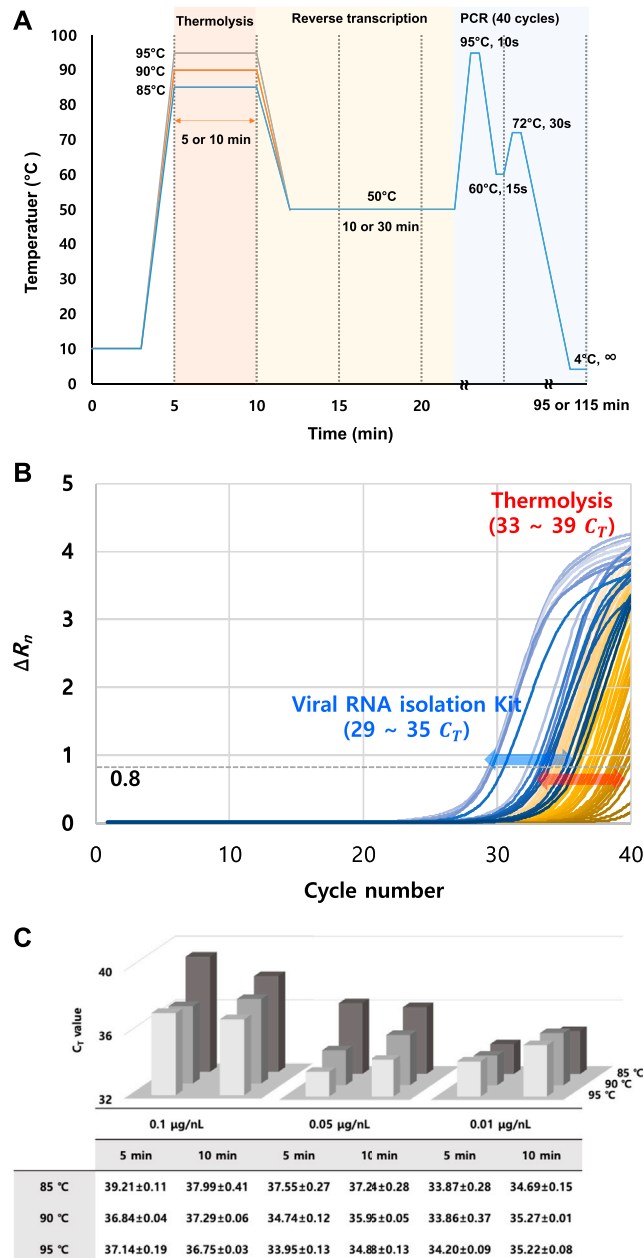 A
Thermolysis
Reverse transcription
PCR (40 cycles)
100
90
80
70
60
50
40
30
20
10
0
Temperatuer (°C )
95°C
90°C
85°C
5 or 10 min
50°C
10 or 30 min
95°C, 10s
72°C, 30s
60°C, 15s
4°C, ∞
0
5
10
15
20
95 or 115 min
Time (min)
B
5
4
3
2
1
0
ΔRn
Thermolysis
(33 ~ 39 CT)
Viral RNA isolation Kit
(29 ~ 35 CT)
0.8
0
10
20
30
40
Cycle number
C
40
36
32
CT value
85 ℃
90 ℃
95 ℃
0.1 μg/nL 0.05 μg/nL 0.01 μg/nL
5 min 10 min 5 min 10 min 5 min 10 min
85 ℃ 39.21±0.11 37.99±0.41 37.55±0.27 37.24±0.28 33.87±0.28 34.69±0.15
90 ℃ 36.84±0.04 37.29±0.06 34.74±0.12 35.95±0.05 33.86±0.37 35.27±0.01
95 ℃ 37.14±0.19 36.75±0.03 33.95±0.13 34.88±0.13 34.20±0.09 35.22±0.08